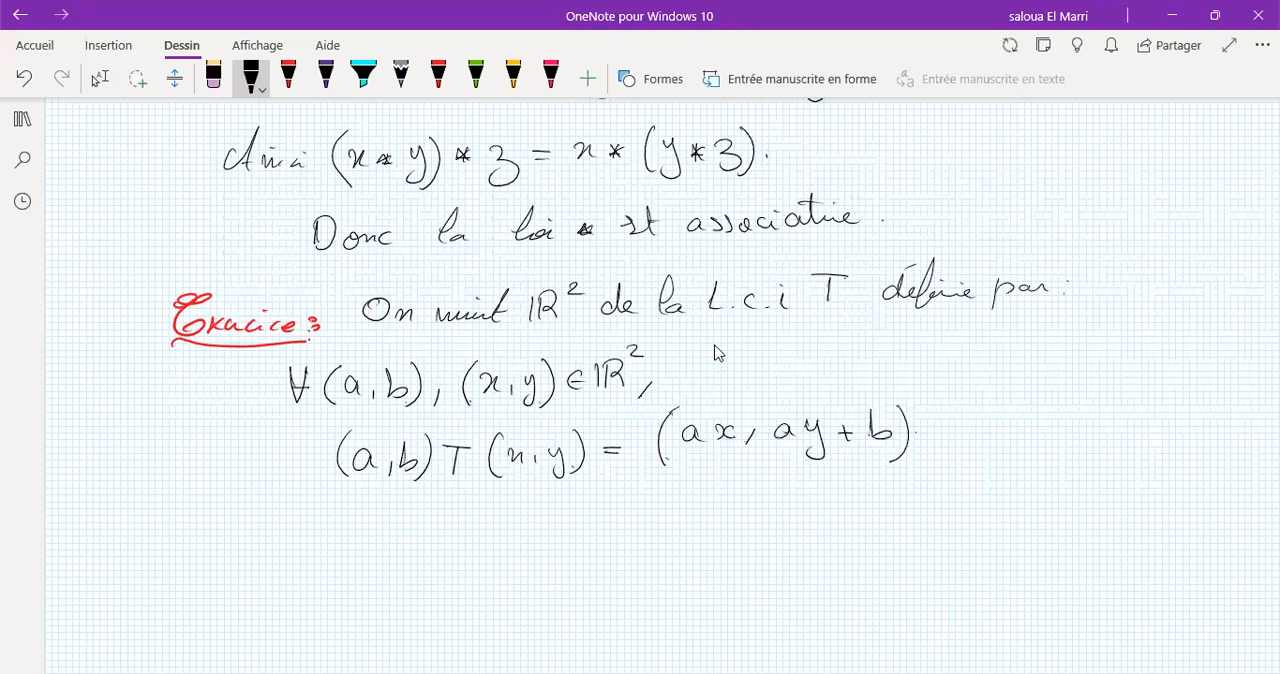 OneNote pour Windows 10
saloua El Marri
Accueil Insertion Dessin Affichage Aide
Partager
Formes Entrée manuscrite en forme Entrée manuscrite en texte
Ainsi (x * y) * z = x * (y * z).
Donc la loi * est associative.
Exercice : On munit ℝ² de la L.c.i T définie par :
∀ (a, b), (x, y) ∈ ℝ²,
(a, b) T (x, y) = (ax, ay + b).